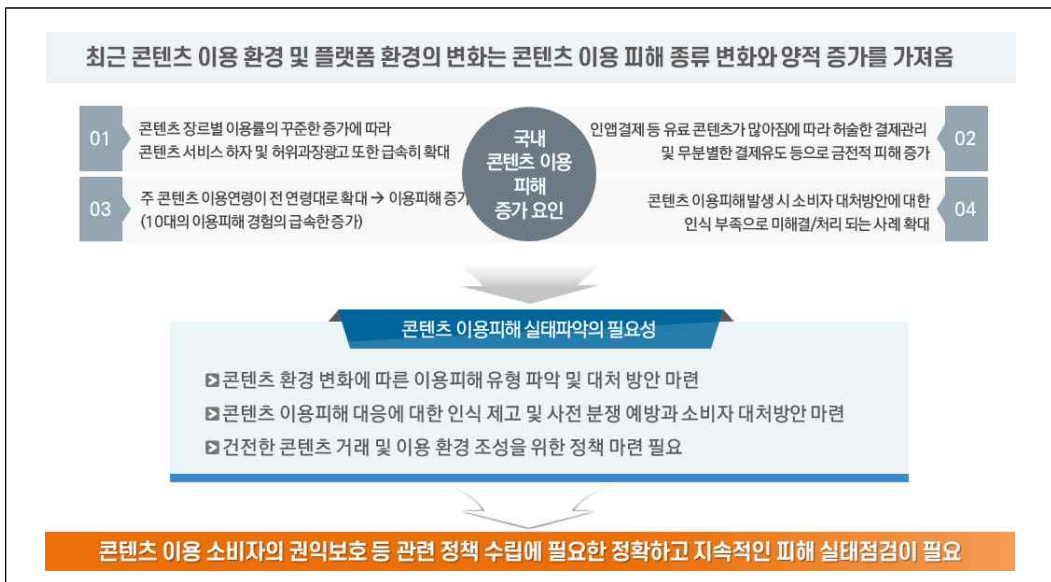 최근 콘텐츠 이용 환경 및 플랫폼 환경의 변화는 콘텐츠 이용 피해 종류 변화와 양적 증가를 가져옴
01
콘텐츠 장르별 이용률의 꾸준한 증가에 따라
콘텐츠 서비스 하자 및 허위과장광고 또한 급속히 확대
국내
콘텐츠 이용
피해
증가 요인
인앱결제 등 유료 콘텐츠가 많아짐에 따라 허술한 결제관리
및 무분별한 결제유도 등으로 금전적 피해 증가
02
03
주 콘텐츠 이용연령이 전 연령대로 확대 → 이용피해 증가
(10대의 이용피해 경험의 급속한 증가)
콘텐츠 이용피해 발생 시 소비자 대처방안에 대한
인식 부족으로 미해결/처리 되는 사례 확대
04
콘텐츠 이용피해 실태파악의 필요성
콘텐츠 환경 변화에 따른 이용피해 유형 파악 및 대처 방안 마련
콘텐츠 이용피해 대응에 대한 인식 제고 및 사전 분쟁 예방과 소비자 대처방안 마련
건전한 콘텐츠 거래 및 이용 환경 조성을 위한 정책 마련 필요
콘텐츠 이용 소비자의 권익보호 등 관련 정책 수립에 필요한 정확하고 지속적인 피해 실태점검이 필요